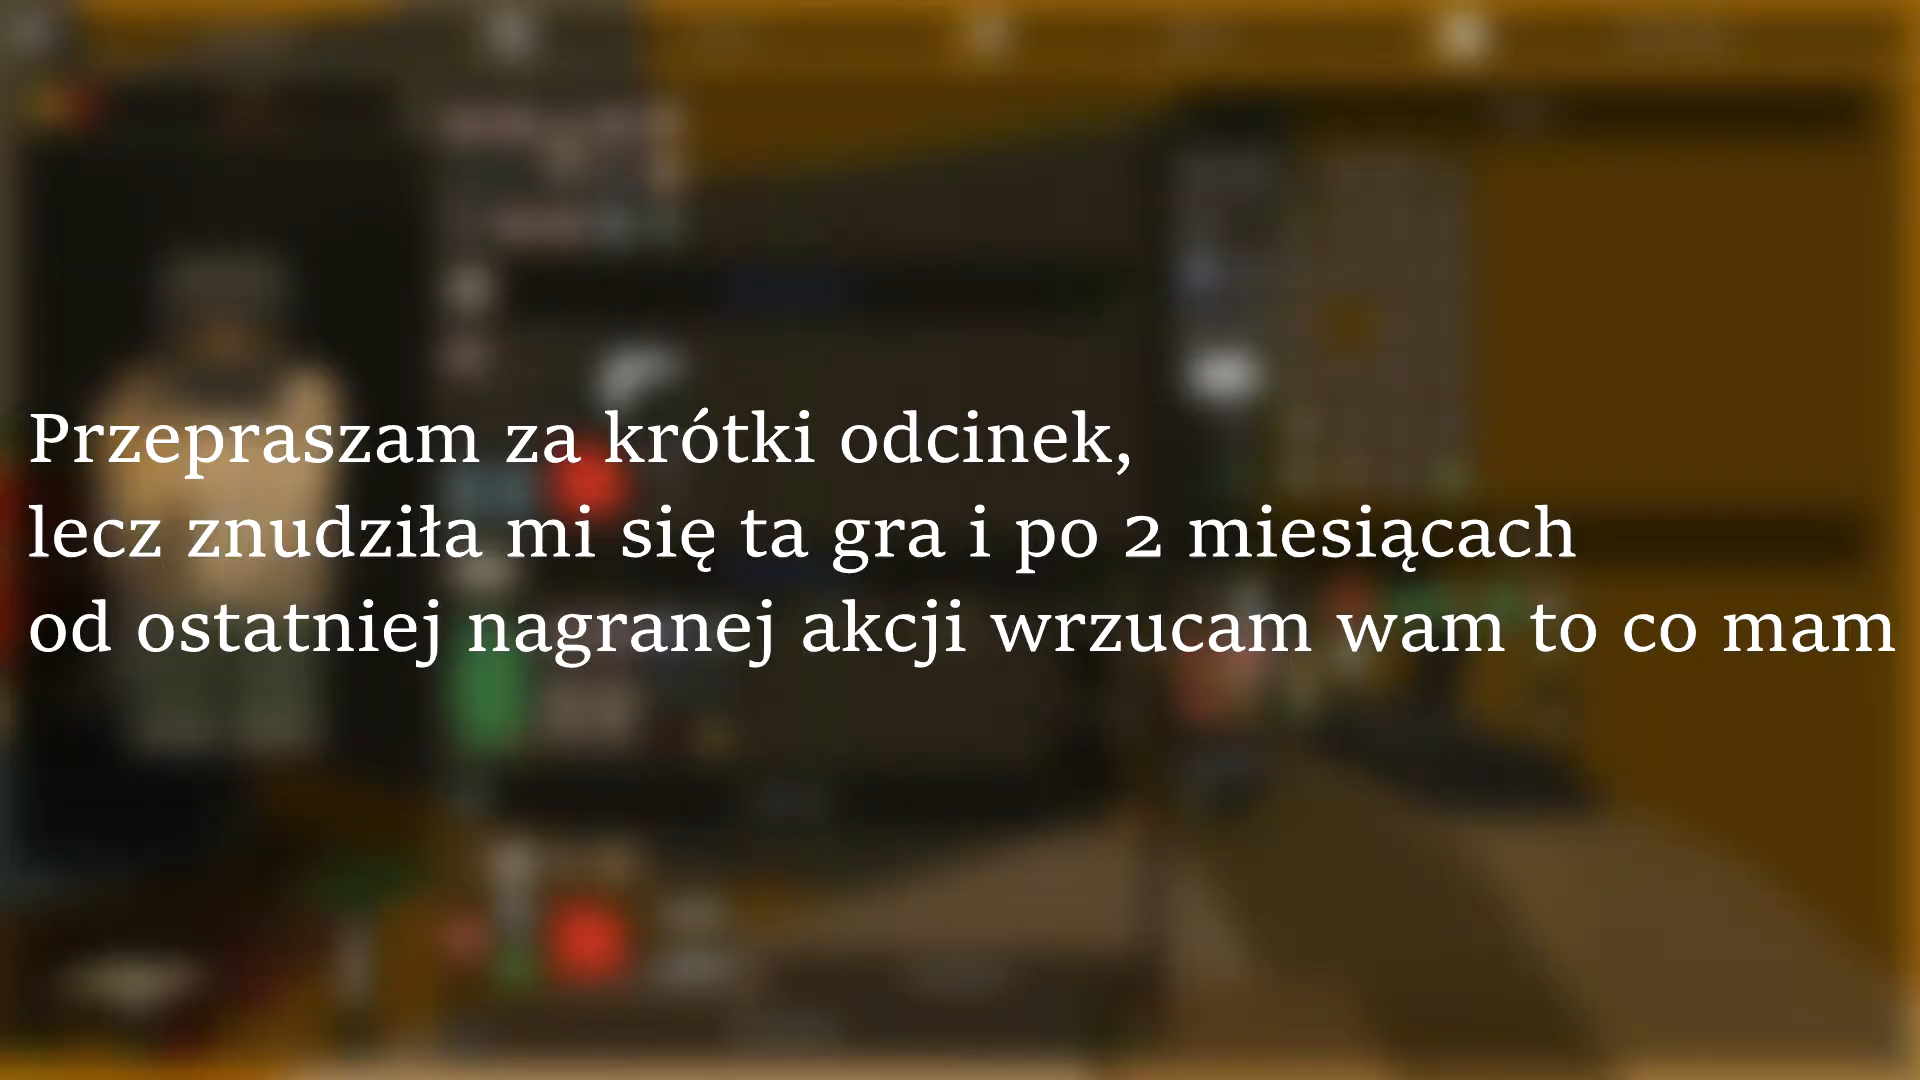 Przepraszam za krótki odcinek,
lecz znudziła mi się ta gra i po 2 miesiącach
od ostatniej nagranej akcji wrzucam wam to co mam